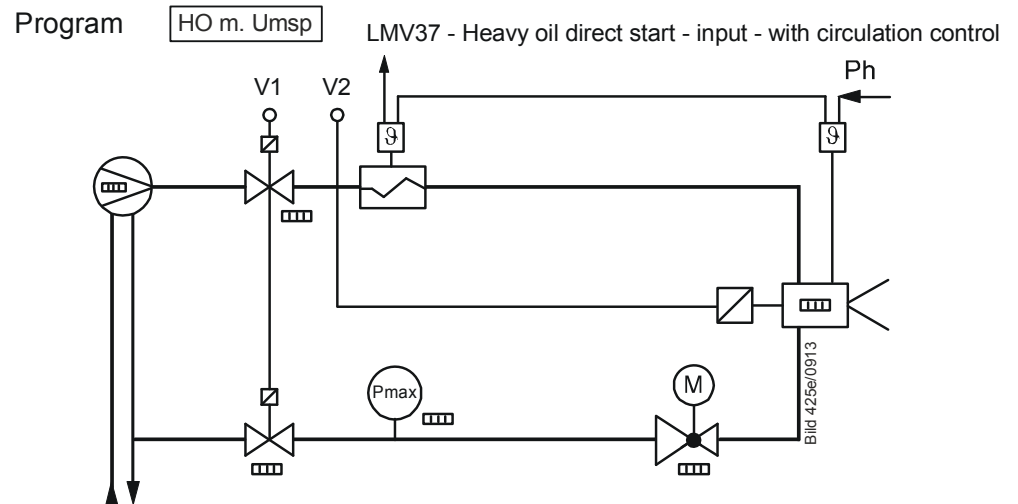 Program
HO m. Umsp
LMV37 - Heavy oil direct start - input - with circulation control
Ph
V1 V2
ϑ ϑ
Pmax
M
Bild 425e/0913